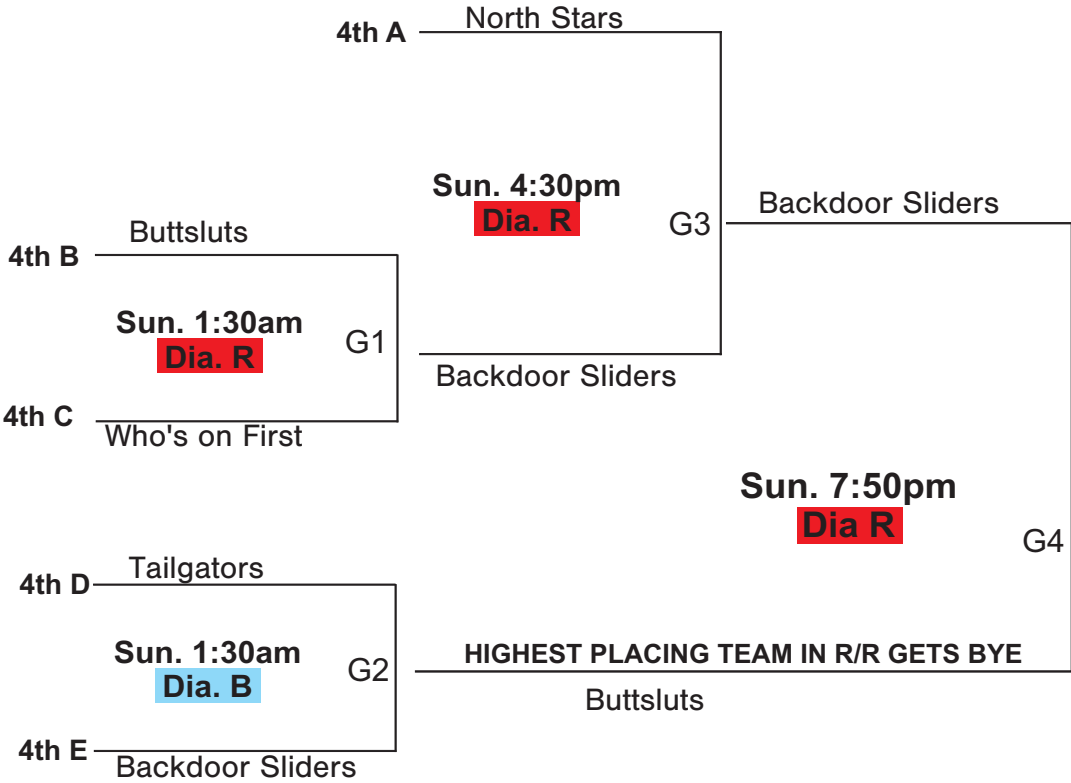 North Stars
4th A
Sun. 4:30pm
Dia. R
G3
Backdoor Sliders
Buttsluts
4th B
Sun. 1:30am
Dia. R
G1
Backdoor Sliders
4th C
Who's on First
Sun. 7:50pm
Dia R
G4
Tailgators
4th D
Sun. 1:30am
Dia. B
G2
HIGHEST PLACING TEAM IN R/R GETS BYE
Buttsluts
4th E
Backdoor Sliders